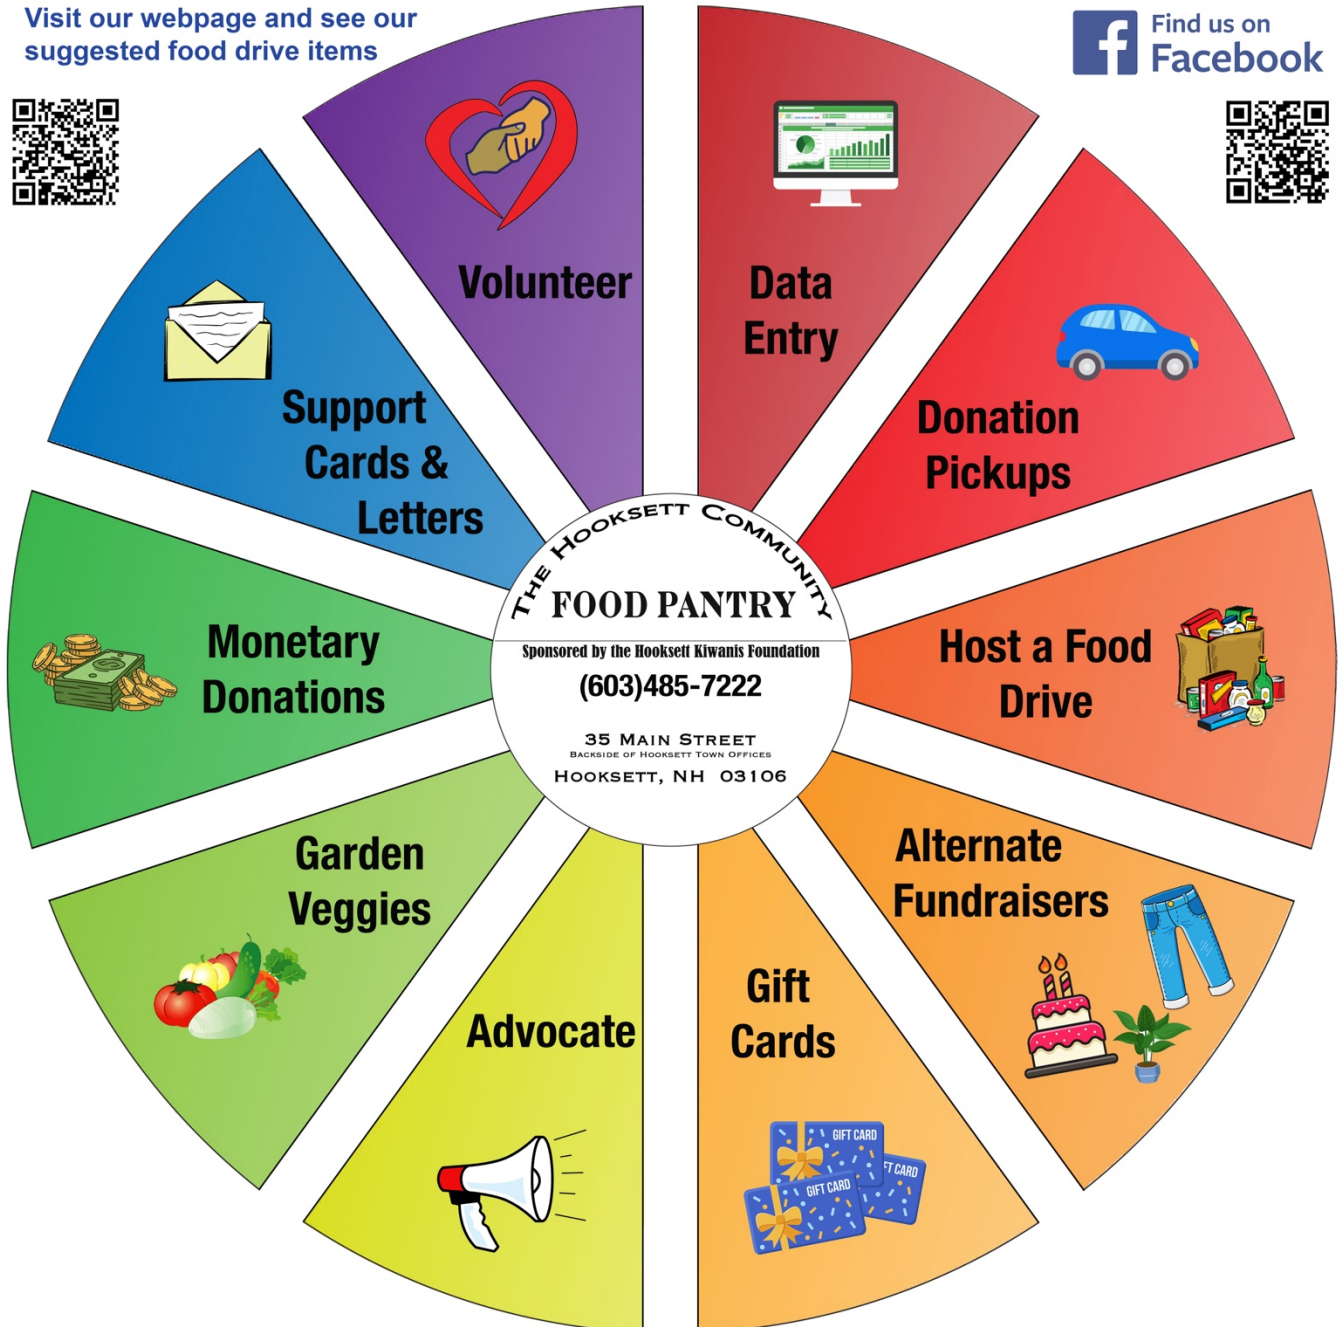 Visit our webpage and see our
suggested food drive items
Find us on
Facebook
Volunteer
Data
Entry
Donation
Pickups
Support
Cards &
Letters
Host a Food
Drive
Monetary
Donations
THE HOOKSETT COMMUNITY
FOOD PANTRY
Sponsored by the Hooksett Kiwanis Foundation
(603)485-7222
35 MAIN STREET
BACKSIDE OF HOOKSETT TOWN OFFICES
HOOKSETT, NH 03106
Alternate
Fundraisers
Garden
Veggies
Gift
Cards
Advocate
GIFT CARD
FT CARD
GIFT CARD